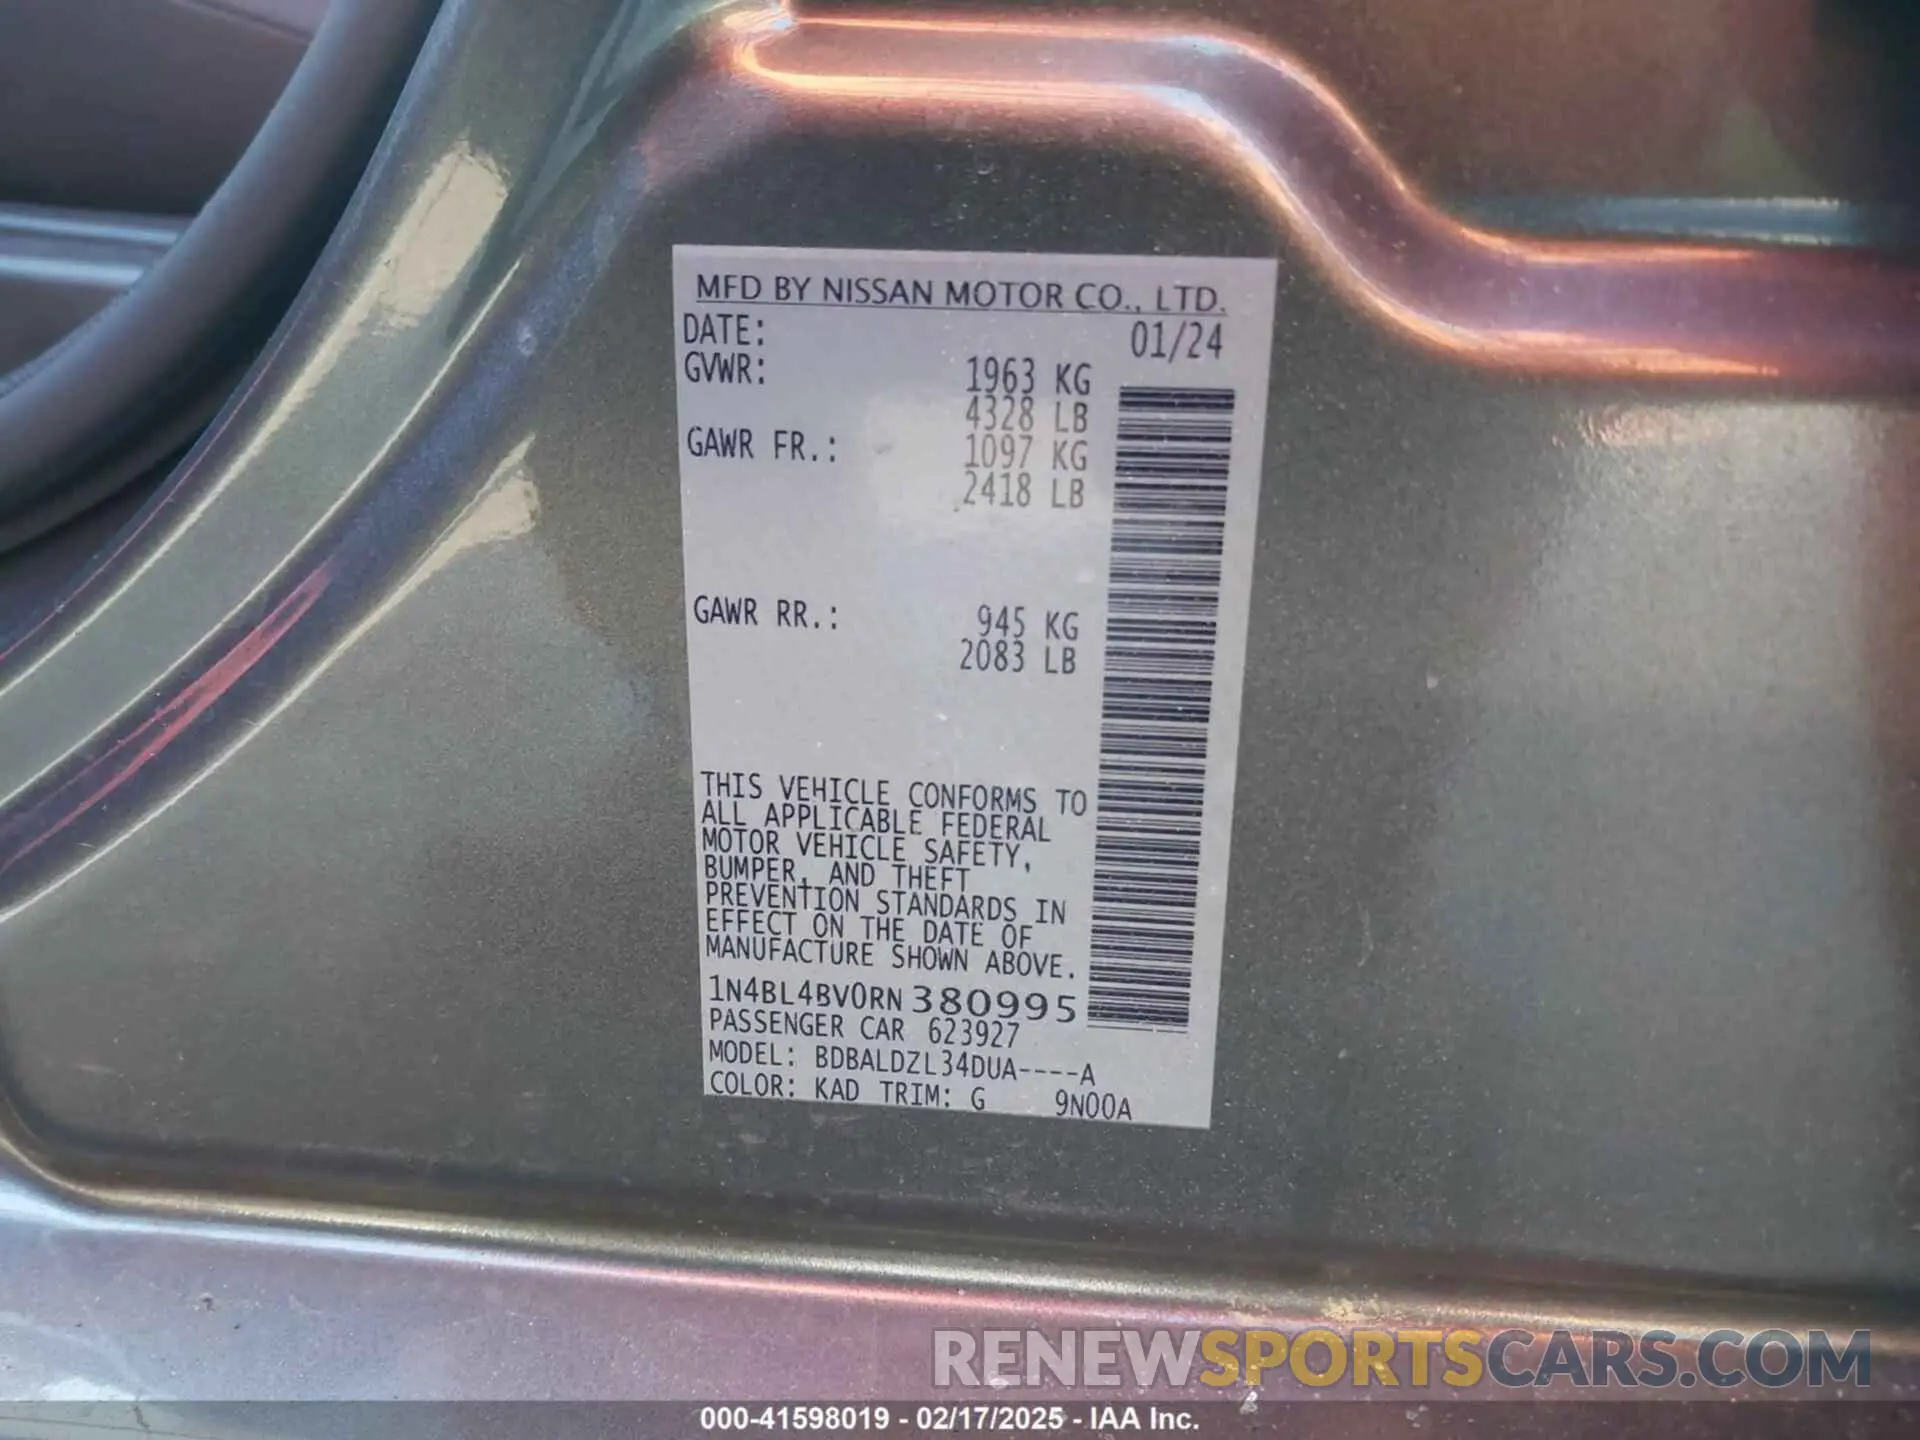 MFD BY NISSAN MOTOR CO., LTD.
DATE: 01/24
GVWR: 1963 KG
4328 LB
GAWR FR.: 1097 KG
2418 LB
GAWR RR.: 945 KG
2083 LB
THIS VEHICLE CONFORMS TO
ALL APPLICABLE FEDERAL
MOTOR VEHICLE SAFETY,
BUMPER, AND THEFT
PREVENTION STANDARDS IN
EFFECT ON THE DATE OF
MANUFACTURE SHOWN ABOVE.
1N4BL4BV0RN380995
PASSENGER CAR 623927
MODEL: BDBALDZL34DUA----A
COLOR: KAD TRIM: G 9N00A
RENEWSPORTSCARS.COM
000-41598019 - 02/17/2025 - IAA Inc.